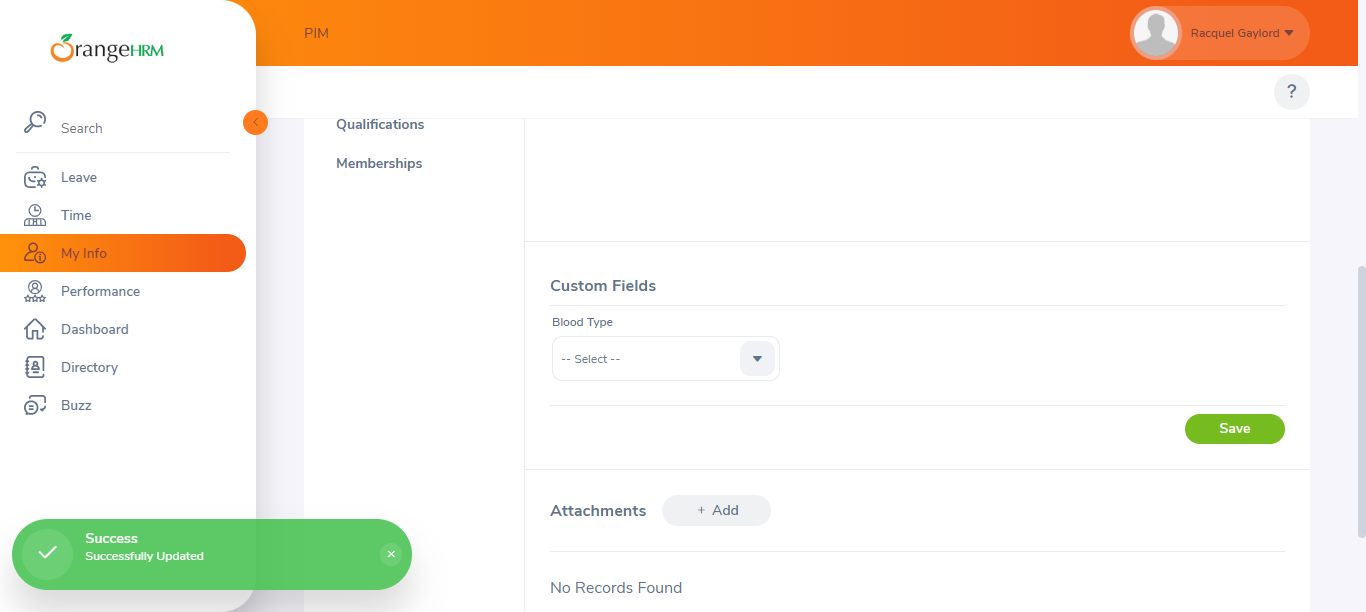 OrangeHRM
PIM
Racquel Gaylord
?
Search
Leave
Time
My Info
Performance
Dashboard
Directory
Buzz
Qualifications
Memberships
Custom Fields
Blood Type
-- Select --
Save
Attachments
+ Add
No Records Found
Success
Successfully Updated